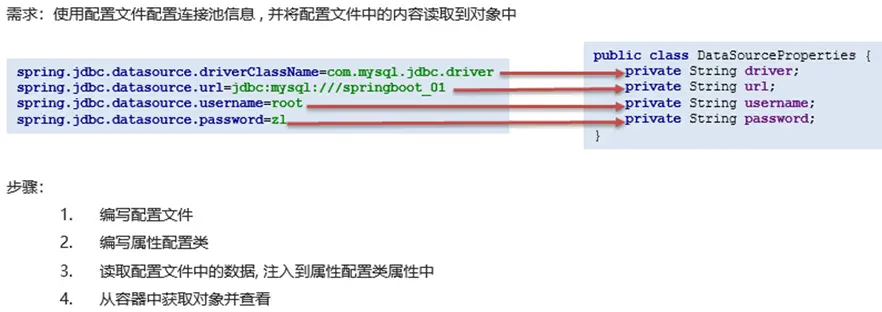 需求：使用配置文件配置连接池信息，并将配置文件中的内容读取到对象中
spring.jdbc.datasource.driverClassName=com.mysql.jdbc.driver
spring.jdbc.datasource.url=jdbc:mysql:///springboot_01
spring.jdbc.datasource.username=root
spring.jdbc.datasource.password=zl
public class DataSourceProperties {
private String driver;
private String url;
private String username;
private String password;
}
步骤：
1. 编写配置文件
2. 编写属性配置类
3. 读取配置文件中的数据, 注入到属性配置类属性中
4. 从容器中获取对象并查看